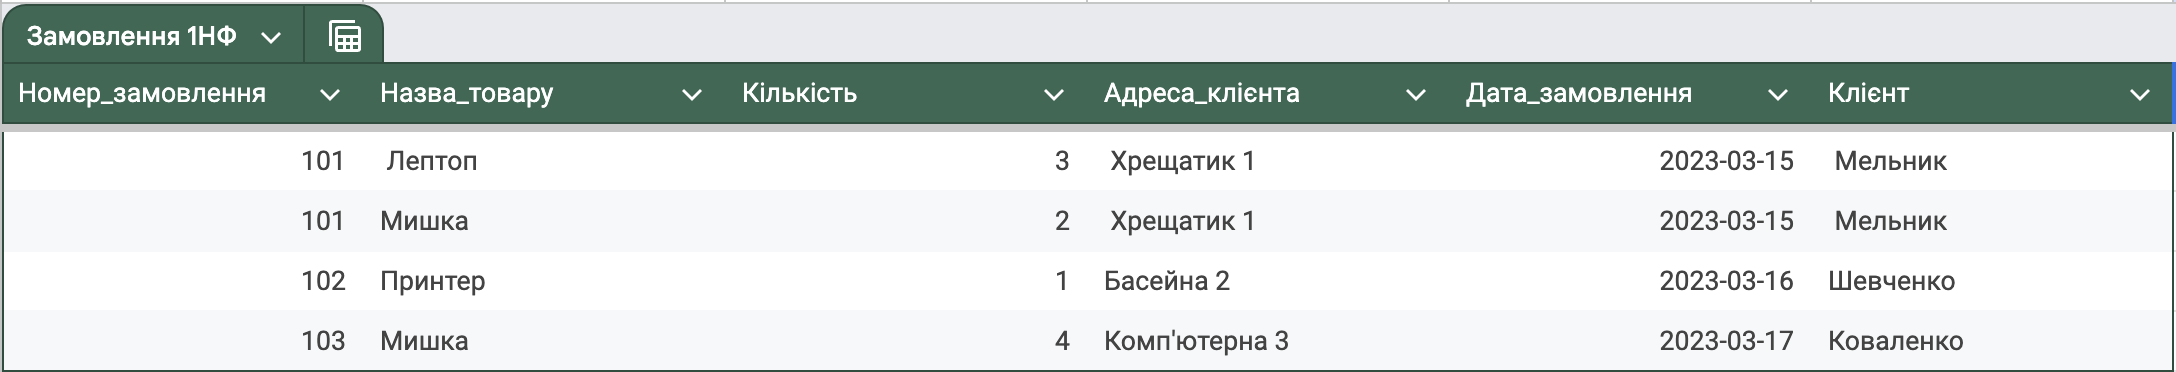 Замовлення 1НФ
Номер_замовлення Назва_товару Кількість Адреса_клієнта Дата_замовлення Клієнт
101 Лептоп 3 Хрещатик 1 2023-03-15 Мельник
101 Мишка 2 Хрещатик 1 2023-03-15 Мельник
102 Принтер 1 Басейна 2 2023-03-16 Шевченко
103 Мишка 4 Комп'ютерна 3 2023-03-17 Коваленко